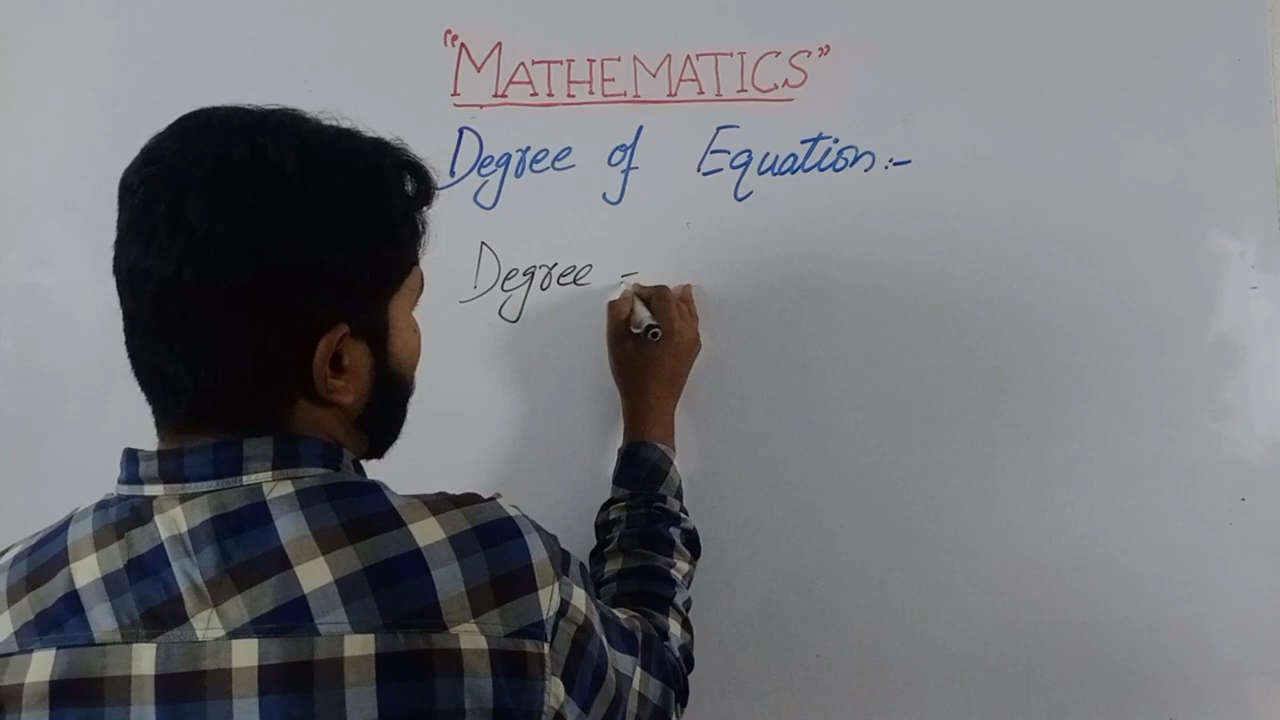 "MATHEMATICS"
Degree of Equation:-
Degree =